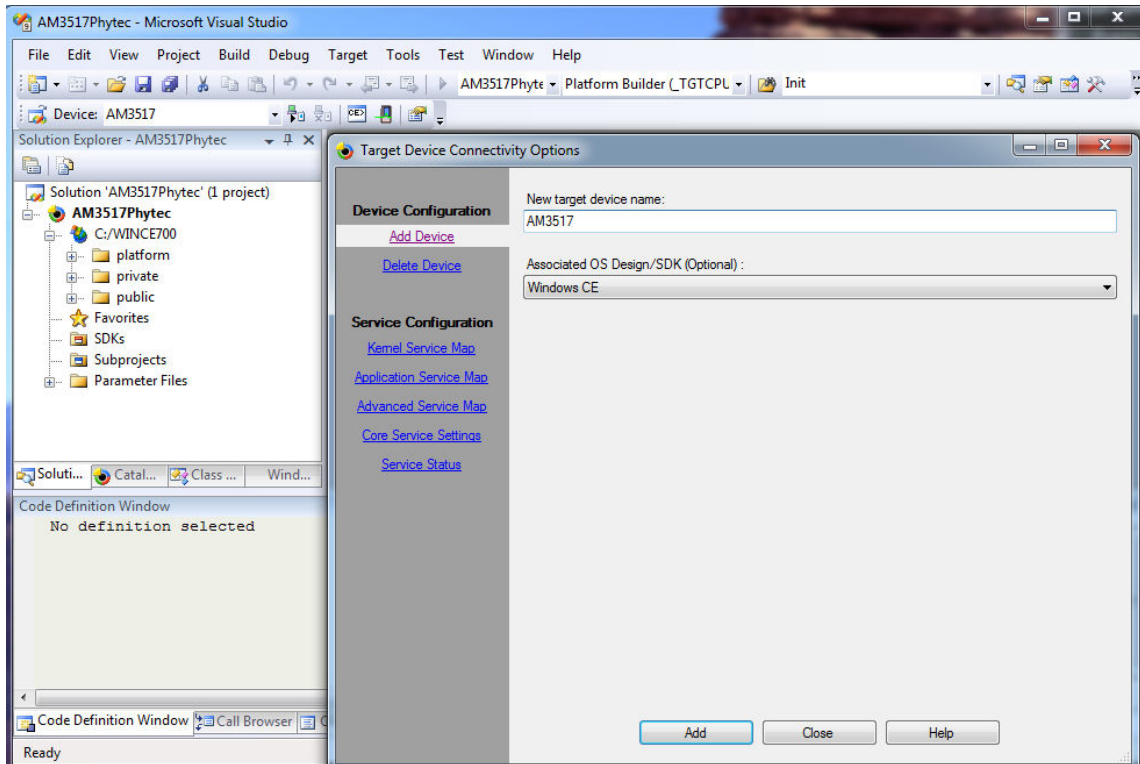 AM3517Phytec - Microsoft Visual Studio
File Edit View Project Build Debug Target Tools Test Window Help
AM3517Phyte Platform Builder (_TGTCPU Init
Device: AM3517
CE>
Solution Explorer - AM3517Phytec
Solution 'AM3517Phytec' (1 project)
AM3517Phytec
C:/WINCE700
platform
private
public
Favorites
SDKs
Subprojects
Parameter Files
Soluti... Catal... Class ... Wind...
Code Definition Window
No definition selected
Code Definition Window Call Browser
Ready
Target Device Connectivity Options
Device Configuration
Add Device
Delete Device
Service Configuration
Kernel Service Map
Application Service Map
Advanced Service Map
Core Service Settings
Service Status
New target device name:
AM3517
Associated OS Design/SDK (Optional) :
Windows CE
Add Close Help